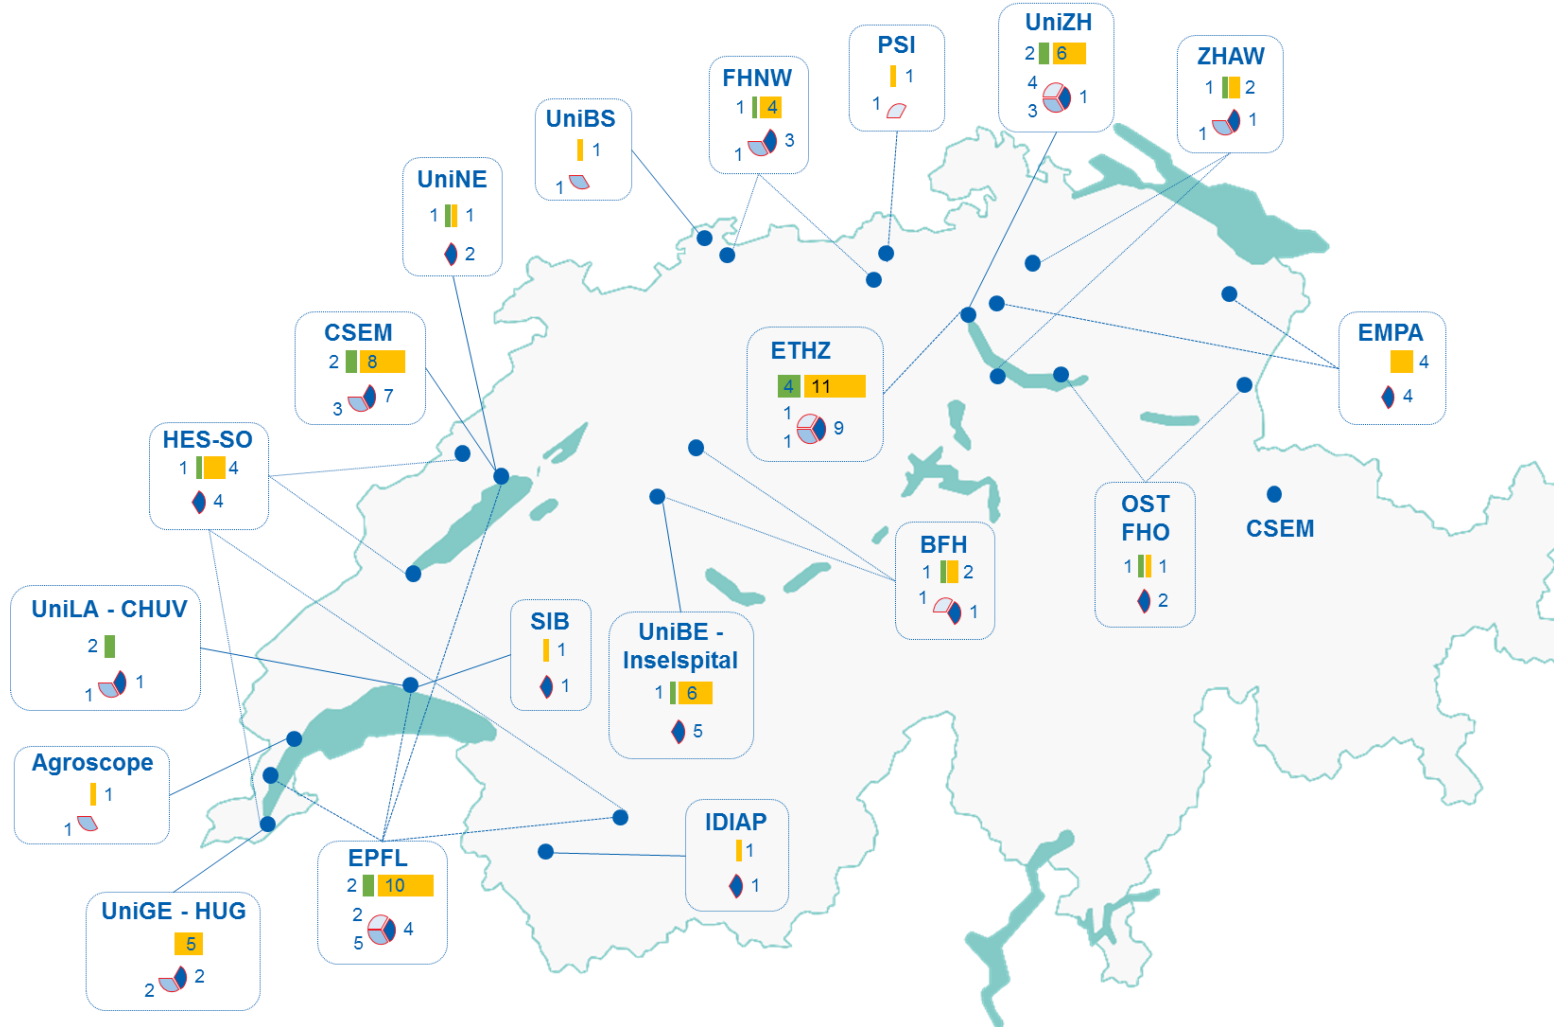 UniZH
2 6
4
1
3
PSI
1
1
ZHAW
1 2
1
1
FHNW
1 4
3
1
UniBS
1
1
UniNE
1 1
2
CSEM
2 8
7
3
ETHZ
4 11
1
9
1
EMPA
4
4
HES-SO
1 4
4
OST
FHO
1 1
2
CSEM
BFH
1 2
1
1
UniLA - CHUV
2
1
1
SIB
1
1
UniBE -
Inselspital
1 6
5
Agroscope
1
1
IDIAP
1
1
EPFL
2 10
2
4
5
UniGE - HUG
5
2
2